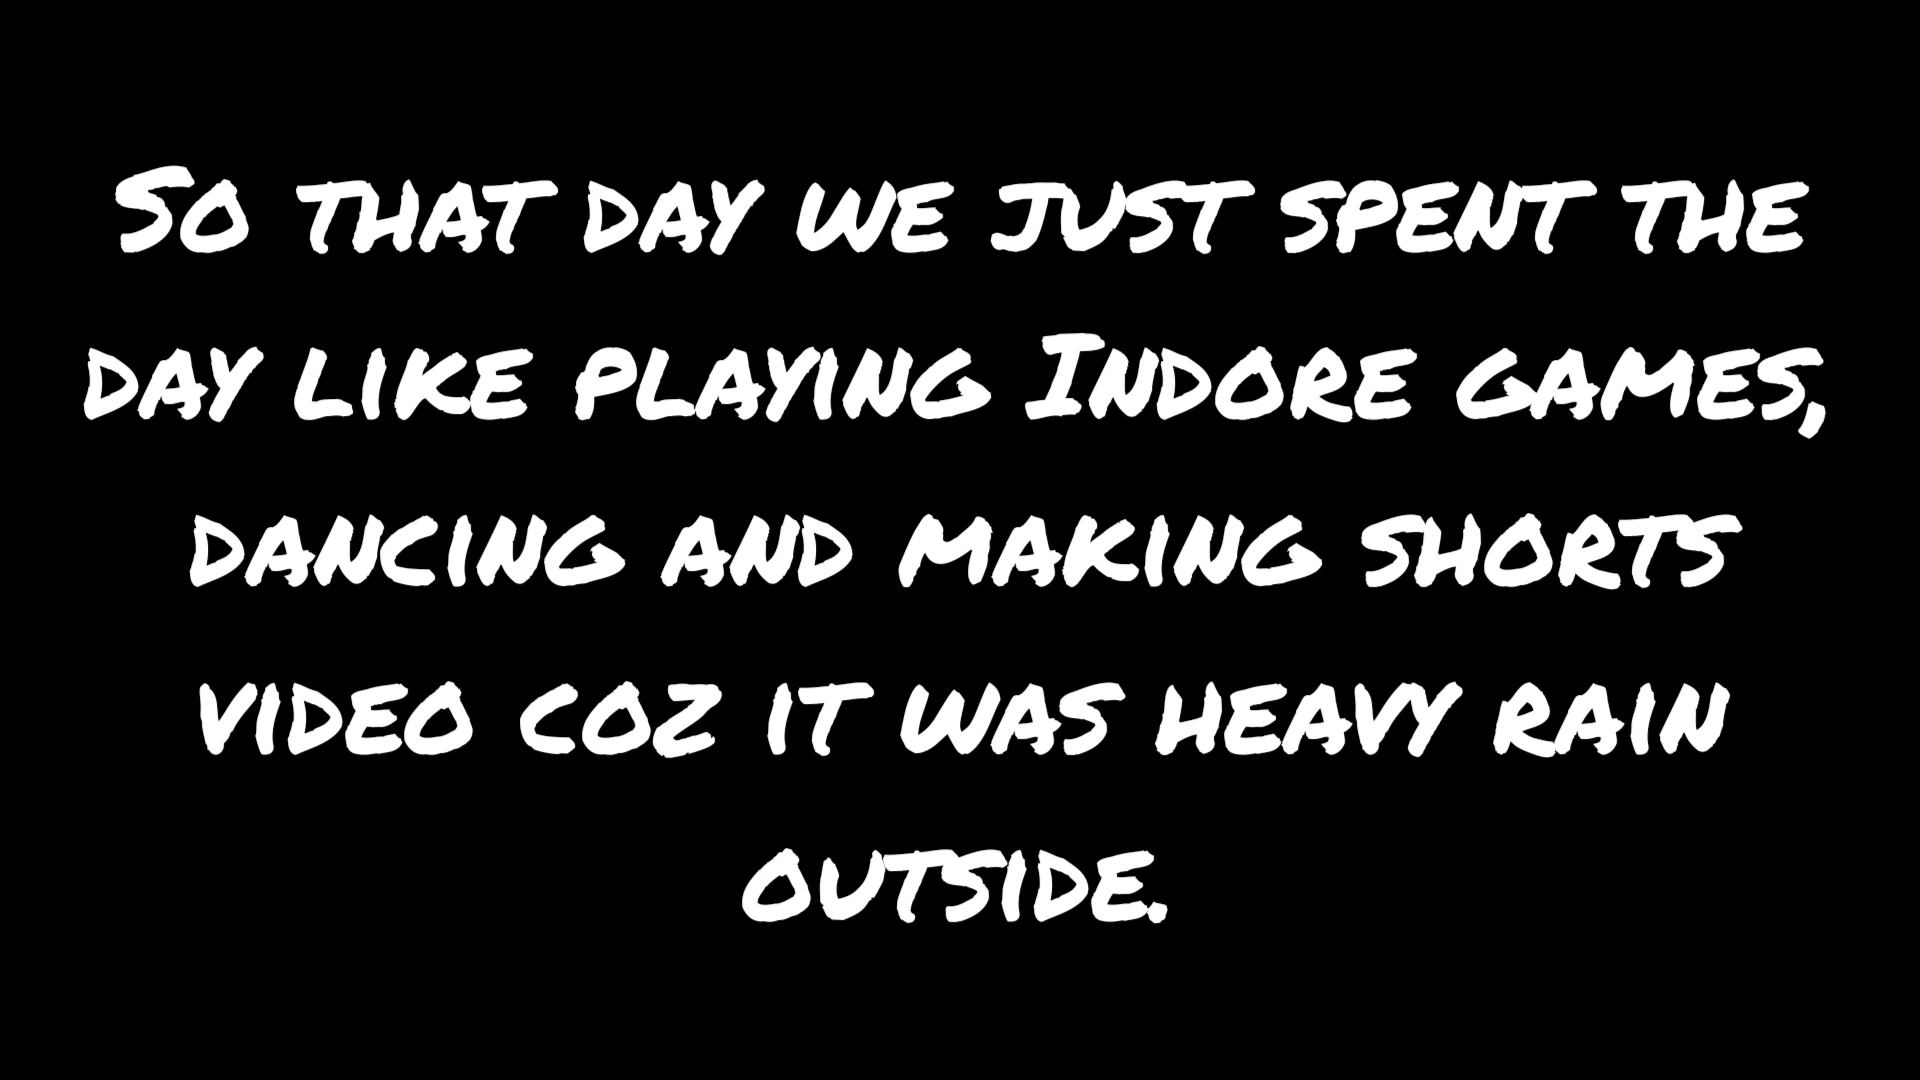 So that day we just spent the
day like playing Indore games,
dancing and making shorts
video coz it was heavy rain
outside.